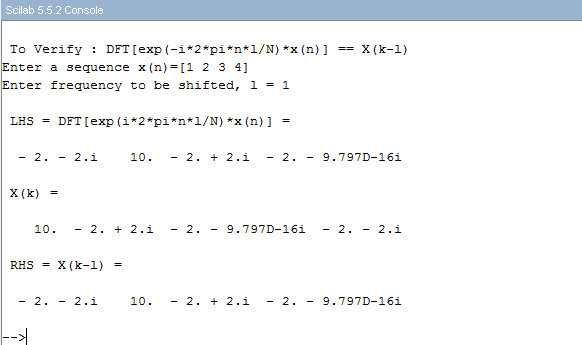 Scilab 5.5.2 Console
To Verify : DFT[exp(-i*2*pi*n*l/N)*x(n)] == X(k-l)
Enter a sequence x(n)=[1 2 3 4]
Enter frequency to be shifted, l = 1
LHS = DFT[exp(i*2*pi*n*l/N)*x(n)] =
- 2. - 2.i    10.  - 2. + 2.i  - 2. - 9.797D-16i
X(k) =
10.  - 2. + 2.i  - 2. - 9.797D-16i  - 2. - 2.i
RHS = X(k-l) =
- 2. - 2.i    10.  - 2. + 2.i  - 2. - 9.797D-16i
-->